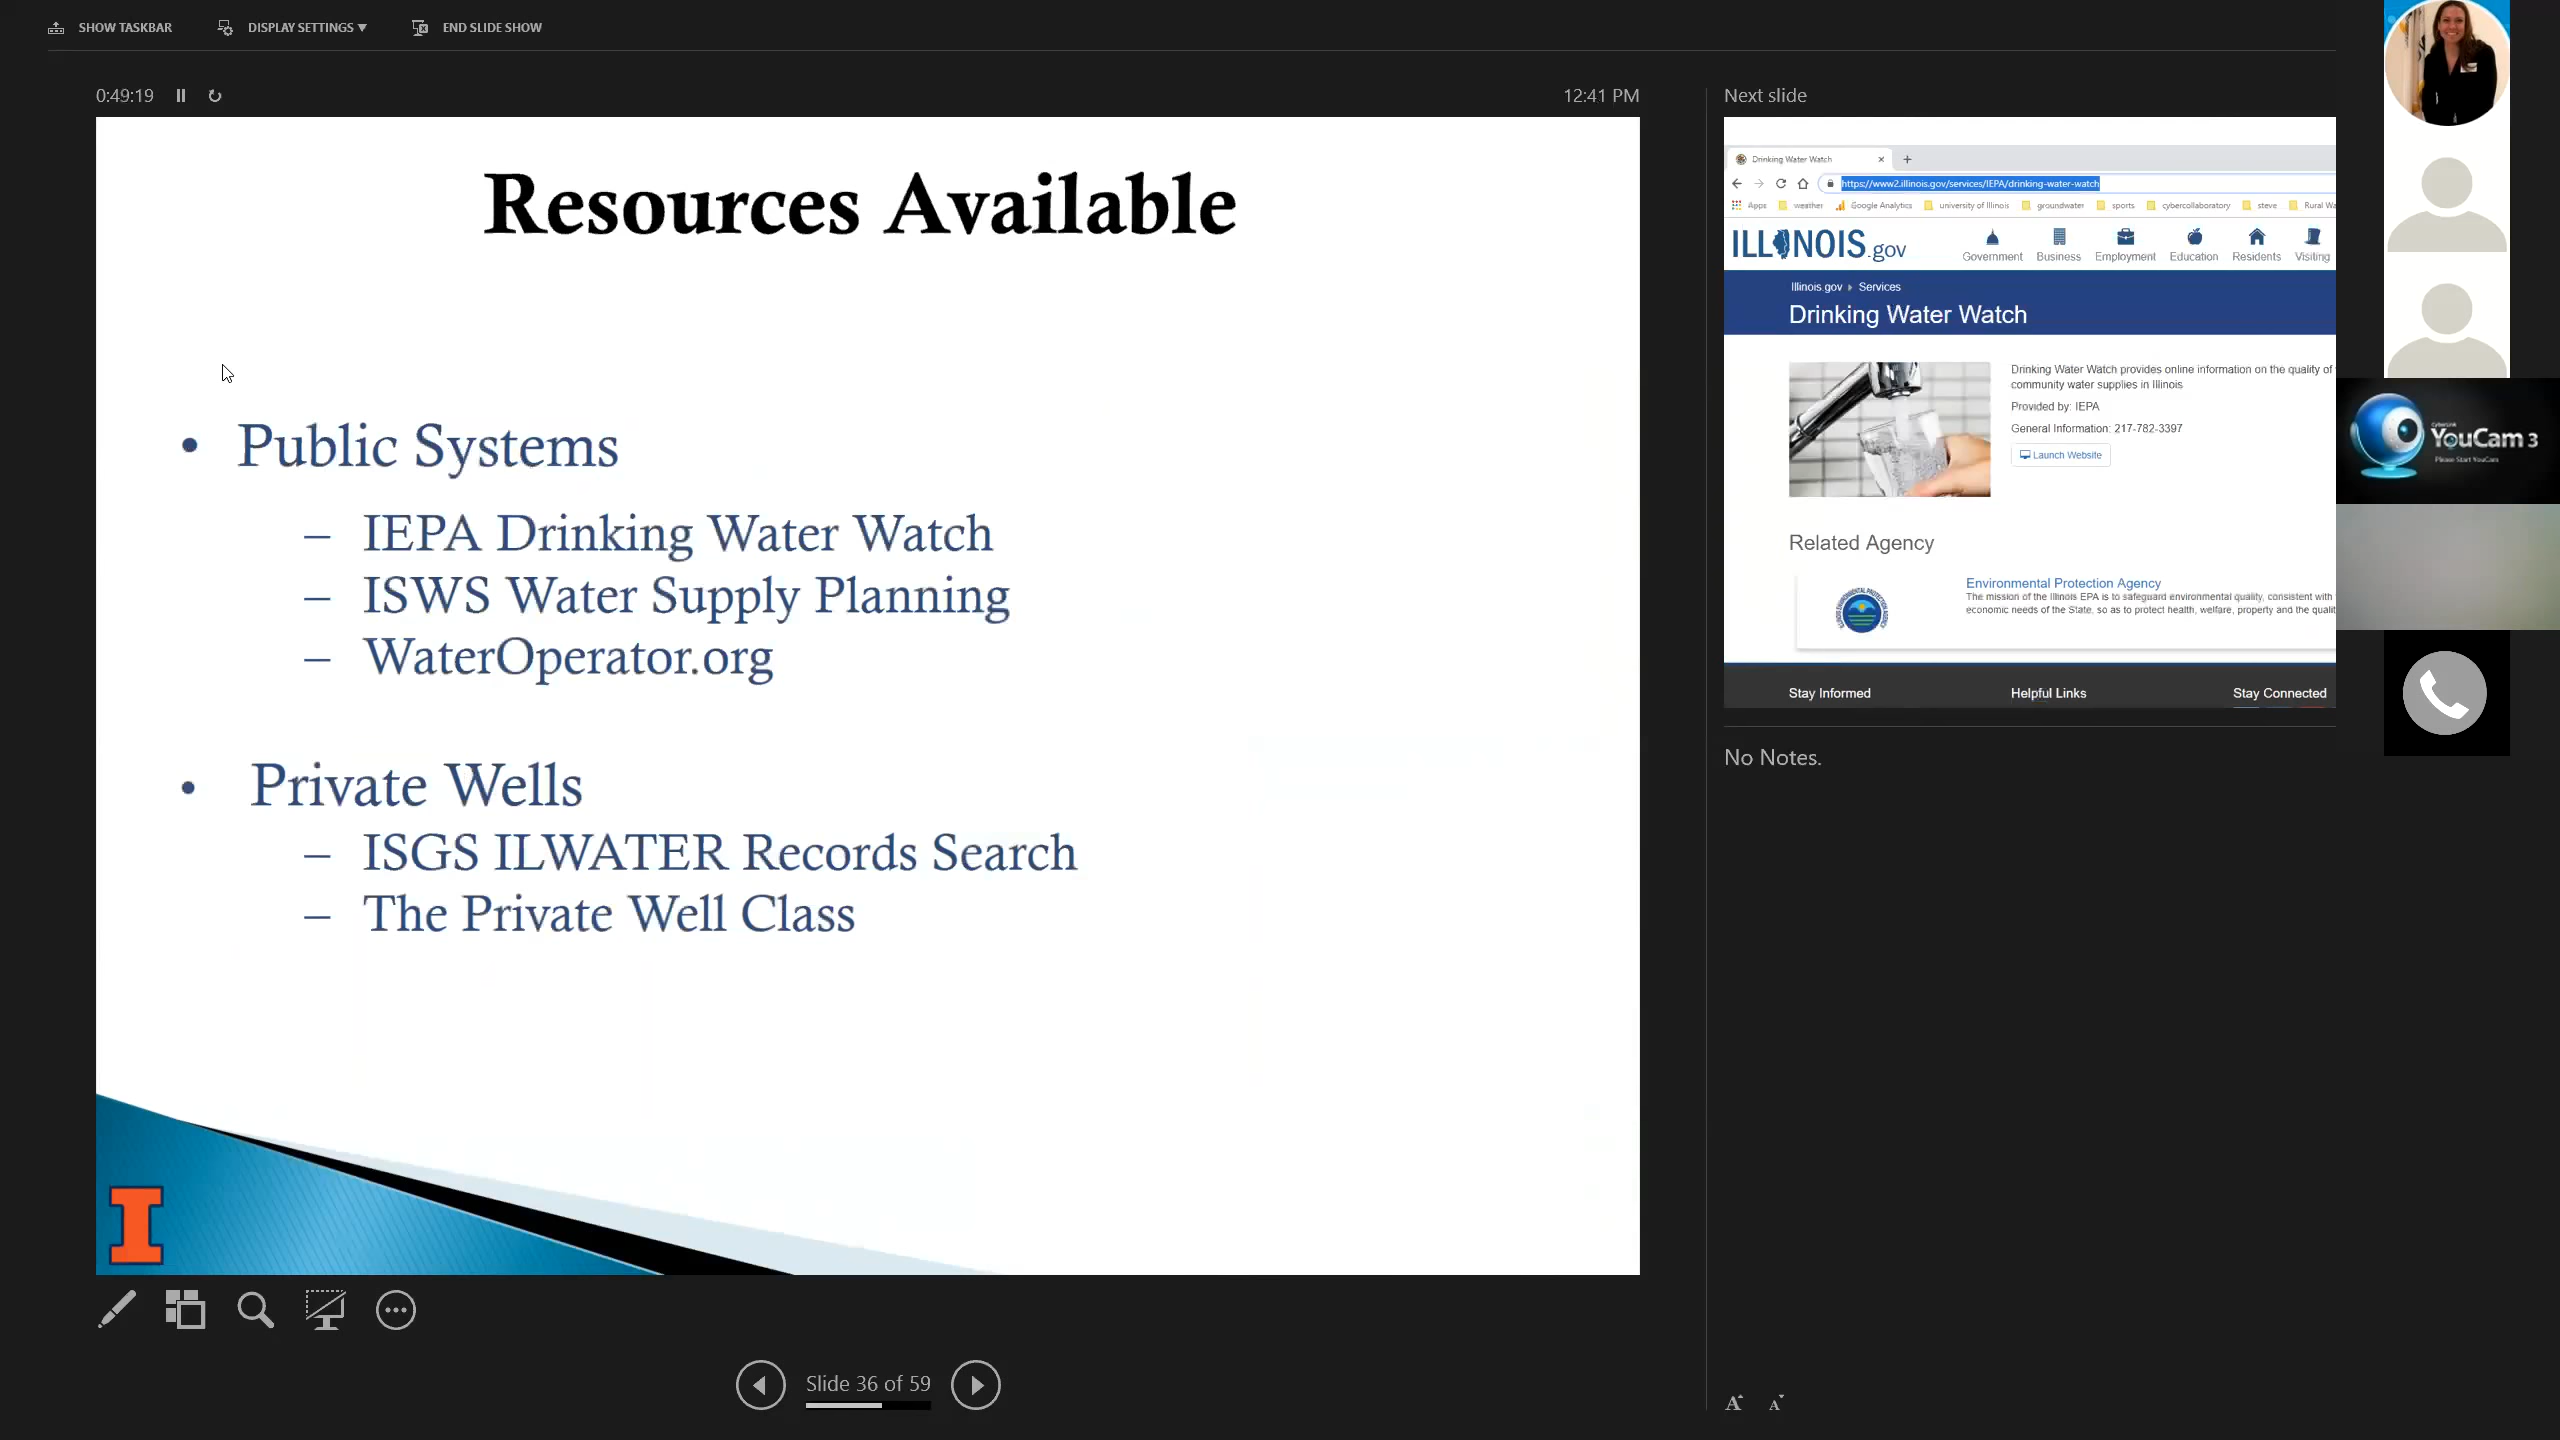 SHOW TASKBAR
DISPLAY SETTINGS
END SLIDE SHOW
0:49:19
12:41 PM
Resources Available
• Public Systems
– IEPA Drinking Water Watch
– ISWS Water Supply Planning
– WaterOperator.org
• Private Wells
– ISGS ILWATER Records Search
– The Private Well Class
I
Slide 36 of 59
Next slide
Drinking Water Watch
https://www2.illinois.gov/services/IEPA/drinking-water-watch
Apps weather Google Analytics university of Illinois groundwater sports cybercollaboratory steve Rural Wa
ILLINOIS.gov
Government Business Employment Education Residents Visiting
Illinois.gov Services
Drinking Water Watch
Drinking Water Watch provides online information on the quality of
community water supplies in Illinois
Provided by: IEPA
General Information: 217-782-3397
Launch Website
Related Agency
Environmental Protection Agency
The mission of the Illinois EPA is to safeguard environmental quality, consistent with
economic needs of the State, so as to protect health, welfare, property and the qualit
Stay Informed Helpful Links Stay Connected
No Notes.
A A
CyberLink
YouCam 3
Please Start YouCam